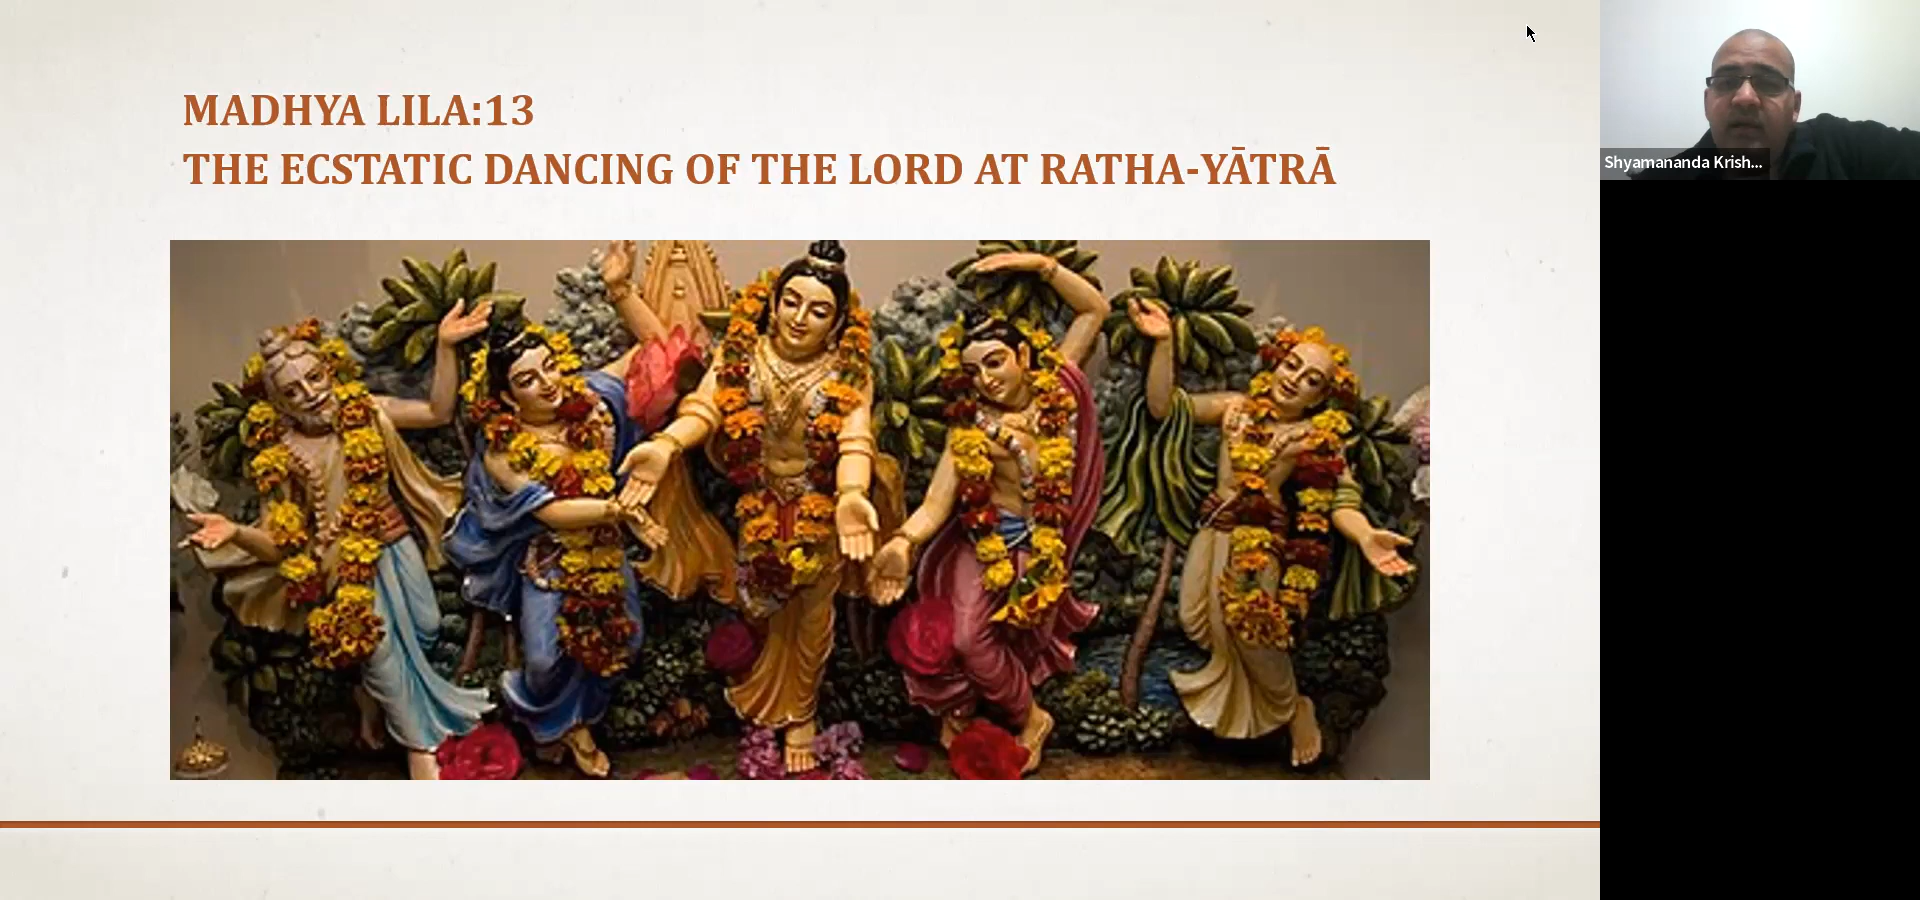 MADHYA LILA:13
THE ECSTATIC DANCING OF THE LORD AT RATHA-YĀTRĀ
Shyamananda Krish...